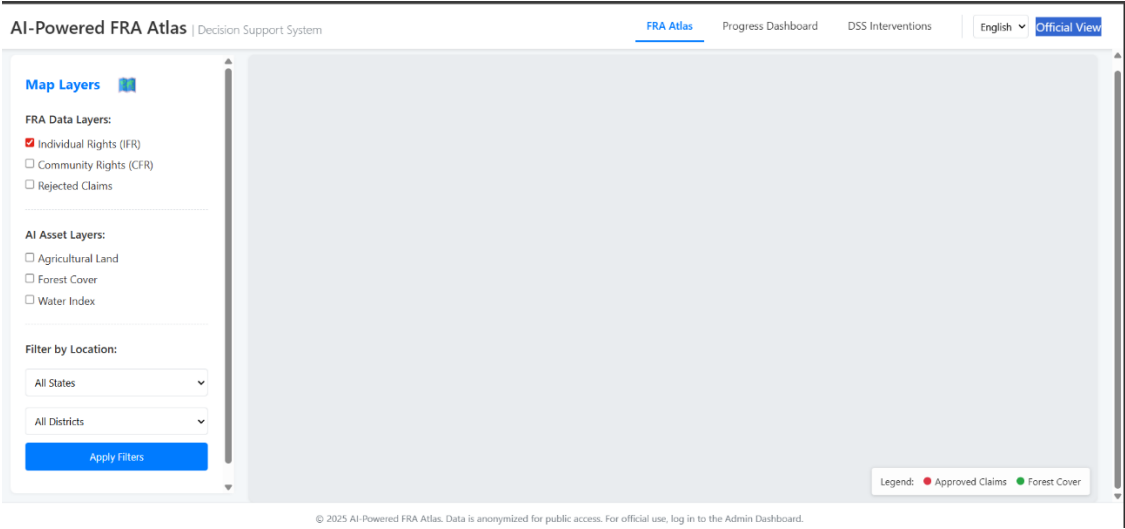 AI-Powered FRA Atlas | Decision Support System
FRA Atlas
Progress Dashboard
DSS Interventions
English
Official View
Map Layers
FRA Data Layers:
Individual Rights (IFR)
Community Rights (CFR)
Rejected Claims
AI Asset Layers:
Agricultural Land
Forest Cover
Water Index
Filter by Location:
All States
All Districts
Apply Filters
Legend: Approved Claims Forest Cover
© 2025 AI-Powered FRA Atlas. Data is anonymized for public access. For official use, log in to the Admin Dashboard.